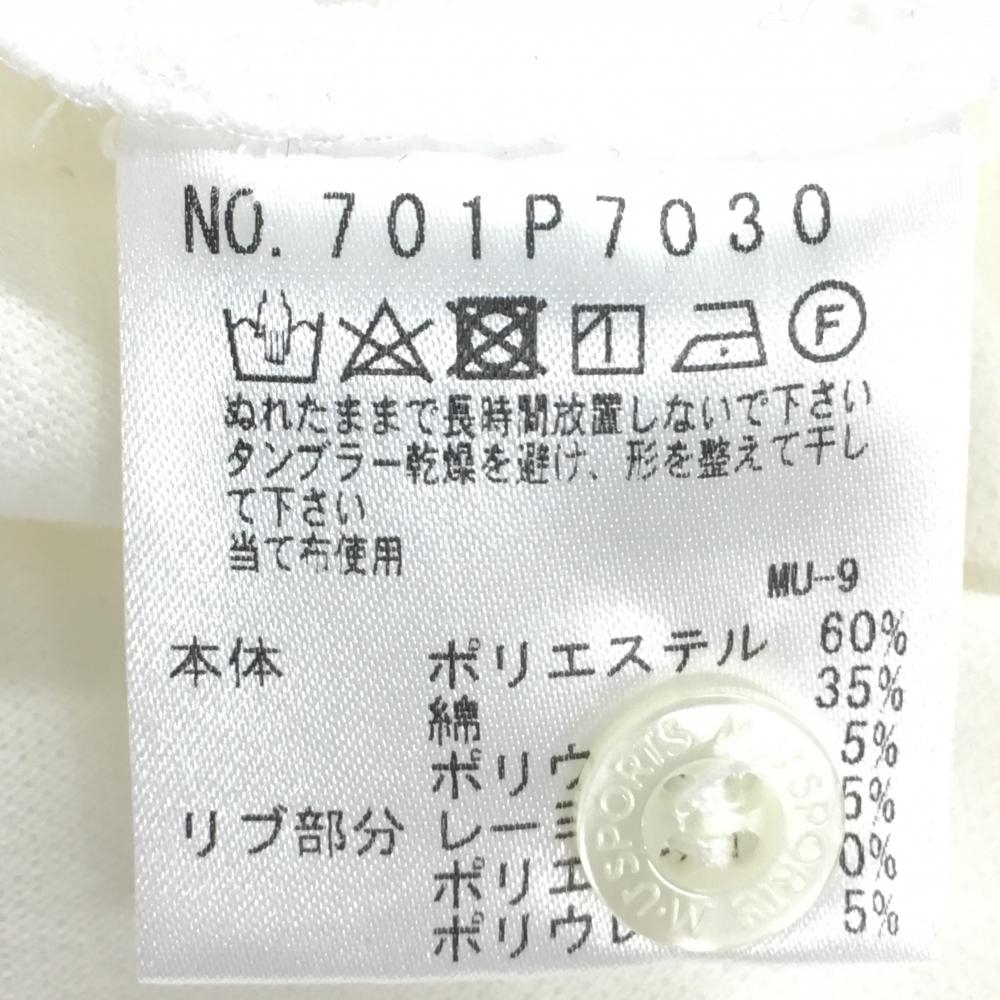 NO. 701P7030
F
ぬれたままで長時間放置しないで下さい
タンブラー乾燥を避け、形を整えて干し
て下さい
当て布使用
MU-9
本体 ポリエステル 60%
綿 35%
ポリウ 5%
リブ部分 レー 5%
ポリエ 0%
ポリウレ 5%
M・U・SPORTS M・U・SPORTS